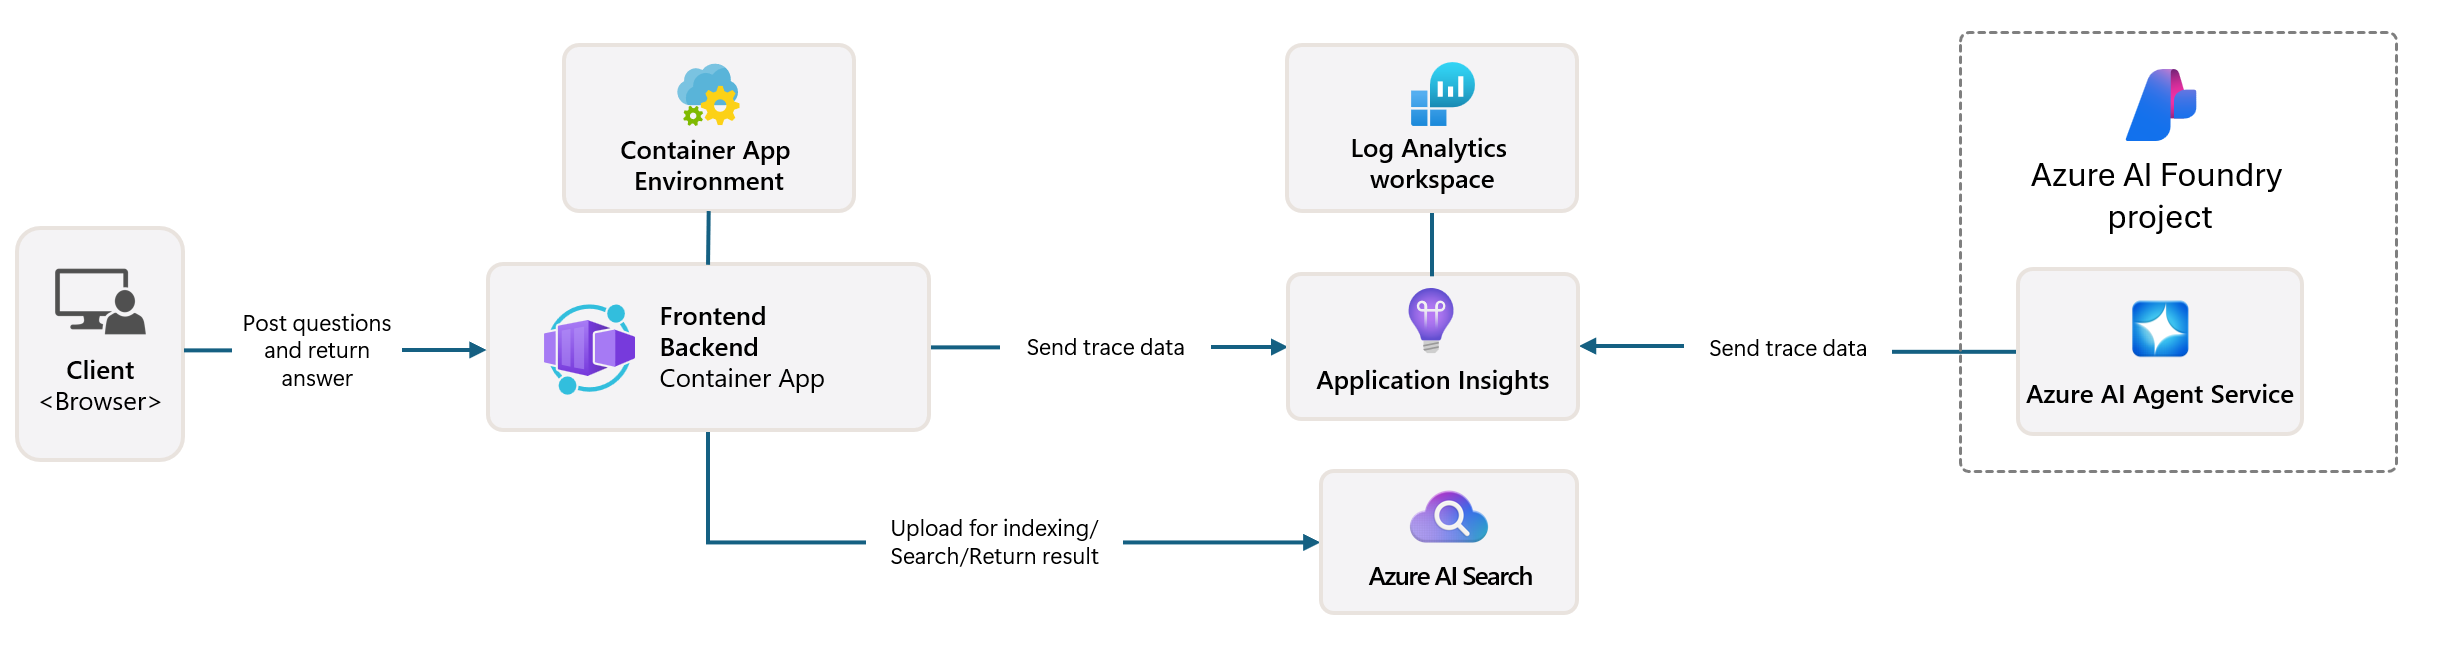 Container App
Environment
Log Analytics
workspace
Azure AI Foundry
project
Client
<Browser>
Post questions
and return
answer
Frontend
Backend
Container App
Send trace data
Application Insights
Send trace data
Azure AI Agent Service
Upload for indexing/
Search/Return result
Azure AI Search